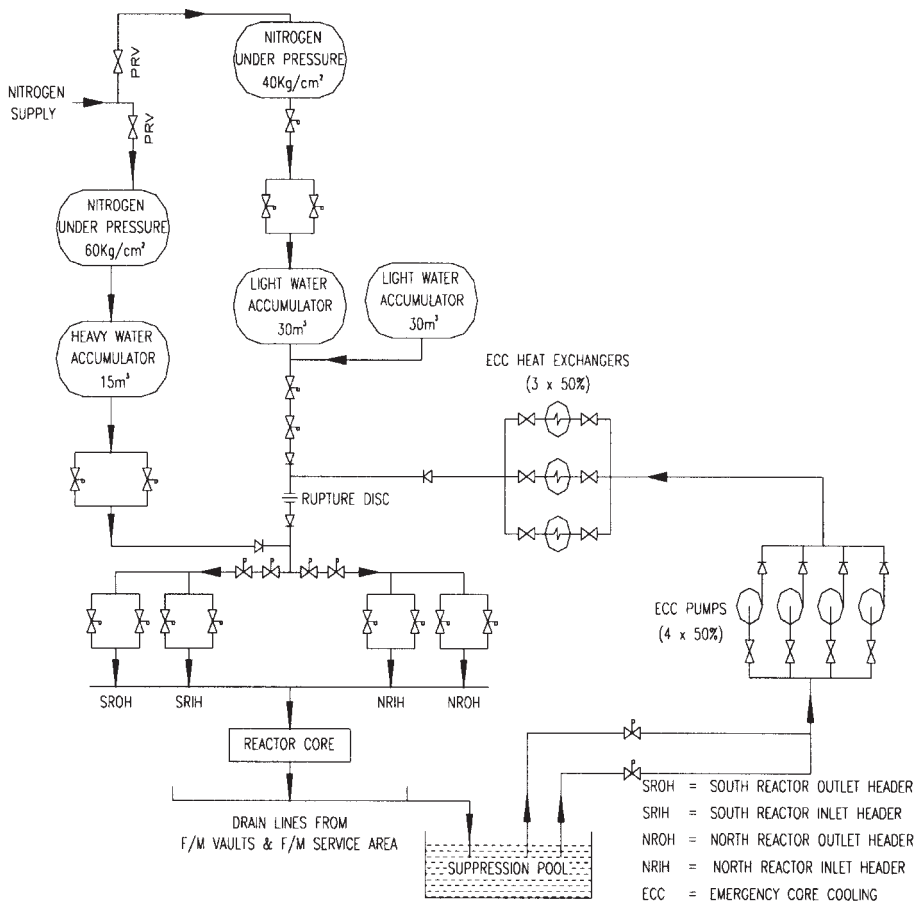 NITROGEN
UNDER PRESSURE
40Kg/cm²
PRV
NITROGEN
SUPPLY
PRV
NITROGEN
UNDER PRESSURE
60Kg/cm²
LIGHT WATER
ACCUMULATOR
30m³
LIGHT WATER
ACCUMULATOR
30m³
HEAVY WATER
ACCUMULATOR
15m³
ECC HEAT EXCHANGERS
(3 x 50%)
RUPTURE DISC
ECC PUMPS
(4 x 50%)
SROH
SRIH
NRIH
NROH
REACTOR CORE
DRAIN LINES FROM
F/M VAULTS & F/M SERVICE AREA
SUPPRESSION POOL
SROH = SOUTH REACTOR OUTLET HEADER
SRIH = SOUTH REACTOR INLET HEADER
NROH = NORTH REACTOR OUTLET HEADER
NRIH = NORTH REACTOR INLET HEADER
ECC = EMERGENCY CORE COOLING